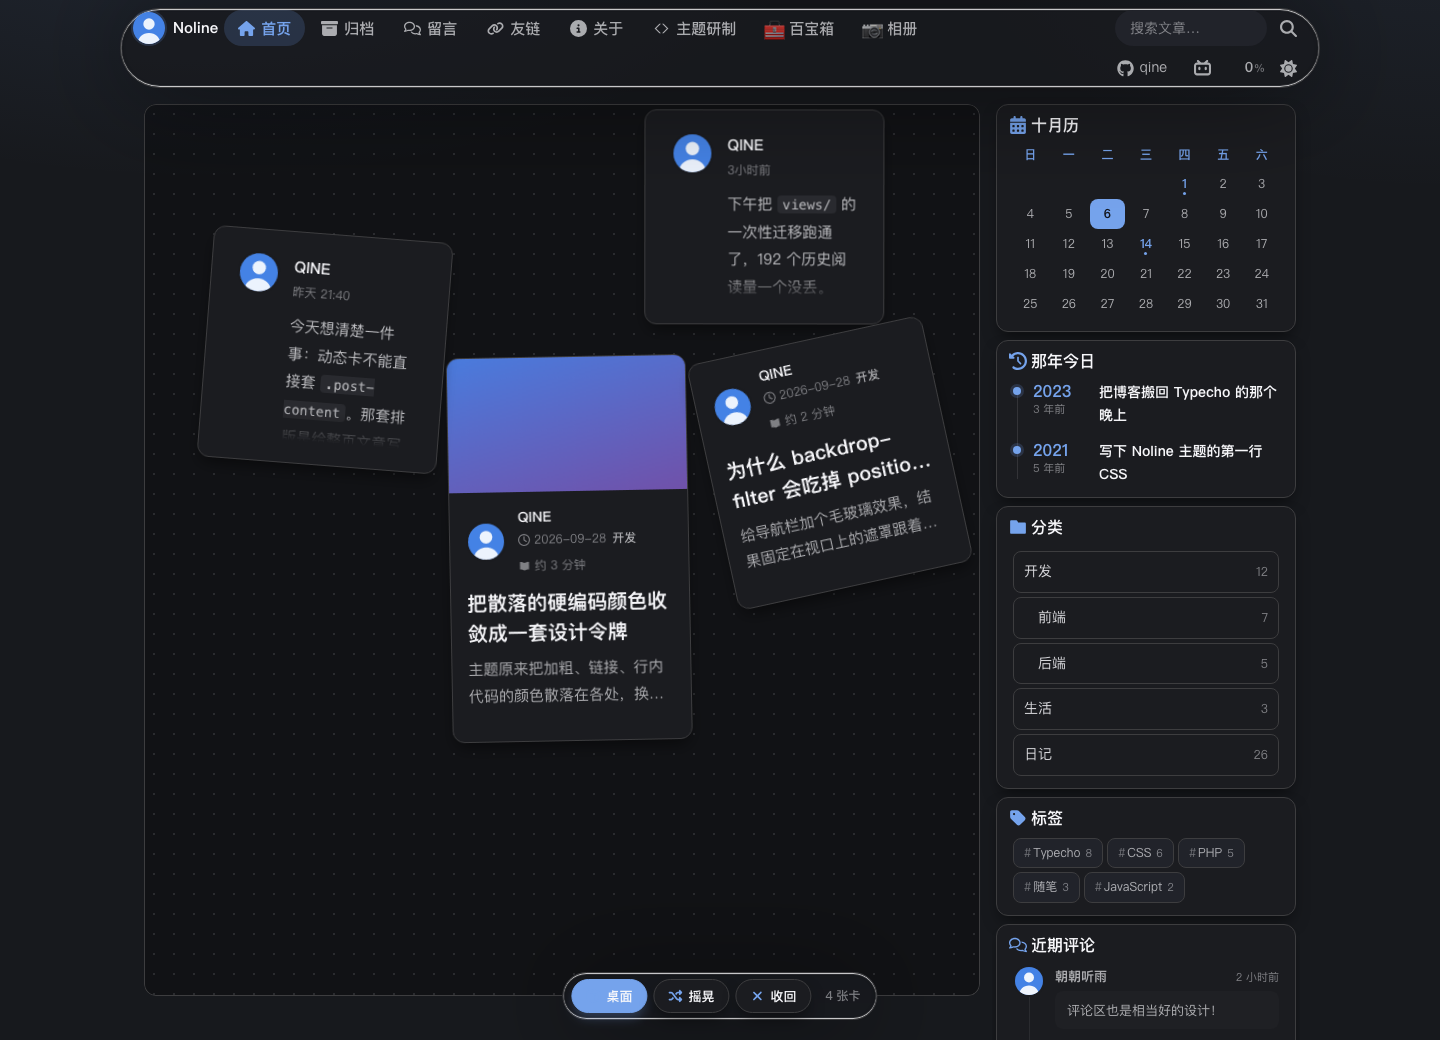 Noline 首页 归档 留言 友链 关于 主题研制 百宝箱 相册 搜索文章...
qine 0%
QINE
3小时前
下午把 views/ 的
一次性迁移跑通
了，192 个历史阅
读量一个没丢。
QINE
昨天 21:40
今天想清楚一件
事：动态卡不能直
接套 .post-
content 。那套排
版是给整页文章写
QINE
2026-09-28 开发
约 3 分钟
把散落的硬编码颜色收
敛成一套设计令牌
主题原来把加粗、链接、行内
代码的颜色散落在各处，换...
QINE
2026-09-28 开发
约 2 分钟
为什么 backdrop-
filter 会吃掉 positio...
给导航栏加个毛玻璃效果，结
果固定在视口上的遮罩跟着...
桌面 摇晃 收回 4 张卡
十月历
日 一 二 三 四 五 六
1 2 3
4 5 6 7 8 9 10
11 12 13 14 15 16 17
18 19 20 21 22 23 24
25 26 27 28 29 30 31
那年今日
2023 把博客搬回 Typecho 的那个
3 年前 晚上
2021 写下 Noline 主题的第一行
5 年前 CSS
分类
开发 12
前端 7
后端 5
生活 3
日记 26
标签
#Typecho 8 #CSS 6 #PHP 5
#随笔 3 #JavaScript 2
近期评论
朝朝听雨 2 小时前
评论区也是相当好的设计！